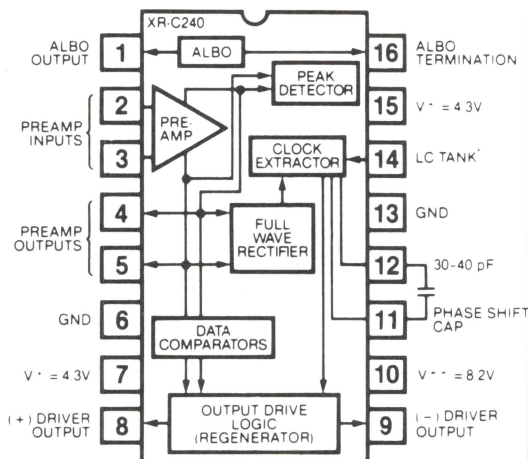 XR-C240
ALBO
OUTPUT
1
ALBO
16
ALBO
TERMINATION
PEAK
DETECTOR
2
PREAMP
INPUTS
3
PRE-
AMP
15
V+ = 4.3V
CLOCK
EXTRACTOR
14
LC TANK'
4
PREAMP
OUTPUTS
5
FULL
WAVE
RECTIFIER
13
GND
12
30-40 pF
GND
6
DATA
COMPARATORS
11
PHASE SHIFT
CAP
V+ = 4.3V
7
10
V++ = 8.2V
(+) DRIVER
OUTPUT
8
OUTPUT DRIVE
LOGIC
(REGENERATOR)
9
(−) DRIVER
OUTPUT